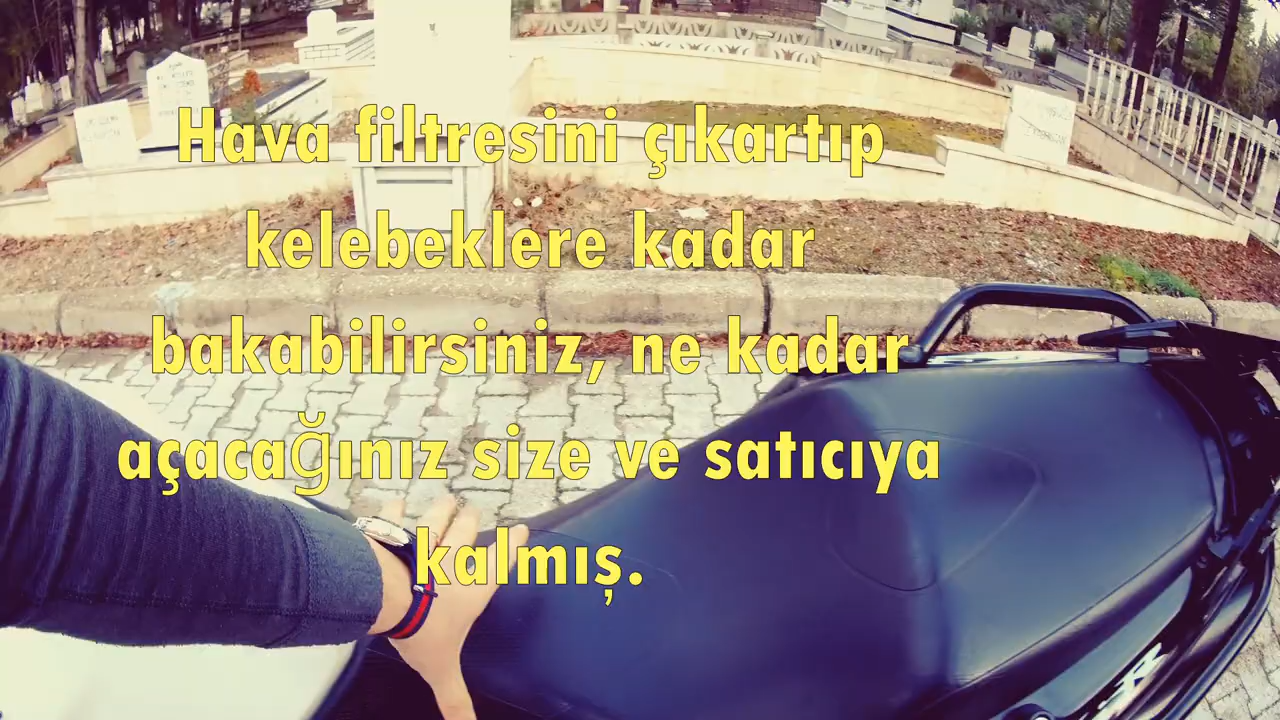 Hava filtresini çıkartıp
kelebeklere kadar
bakabilirsiniz, ne kadar
açacağınız size ve satıcıya
kalmış.